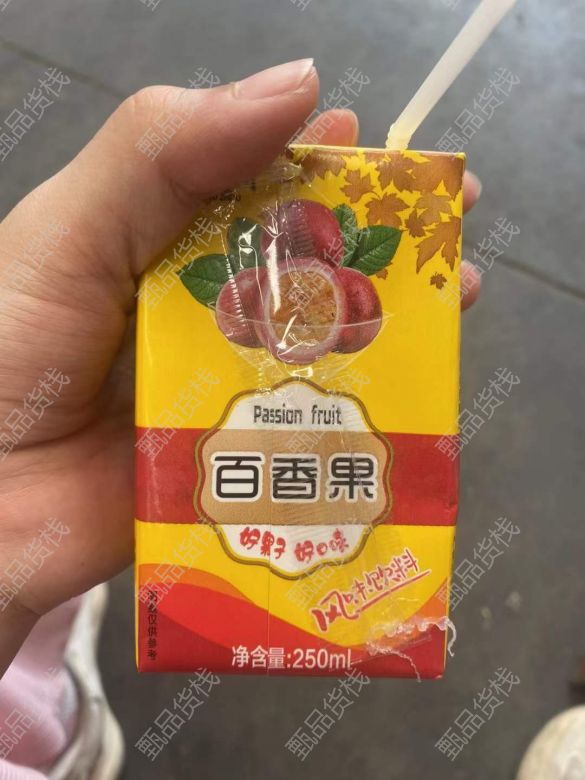 Passion fruit
百香果
好果子 好口味
风味饮料
图案仅供参考
净含量:250ml
甄品货栈